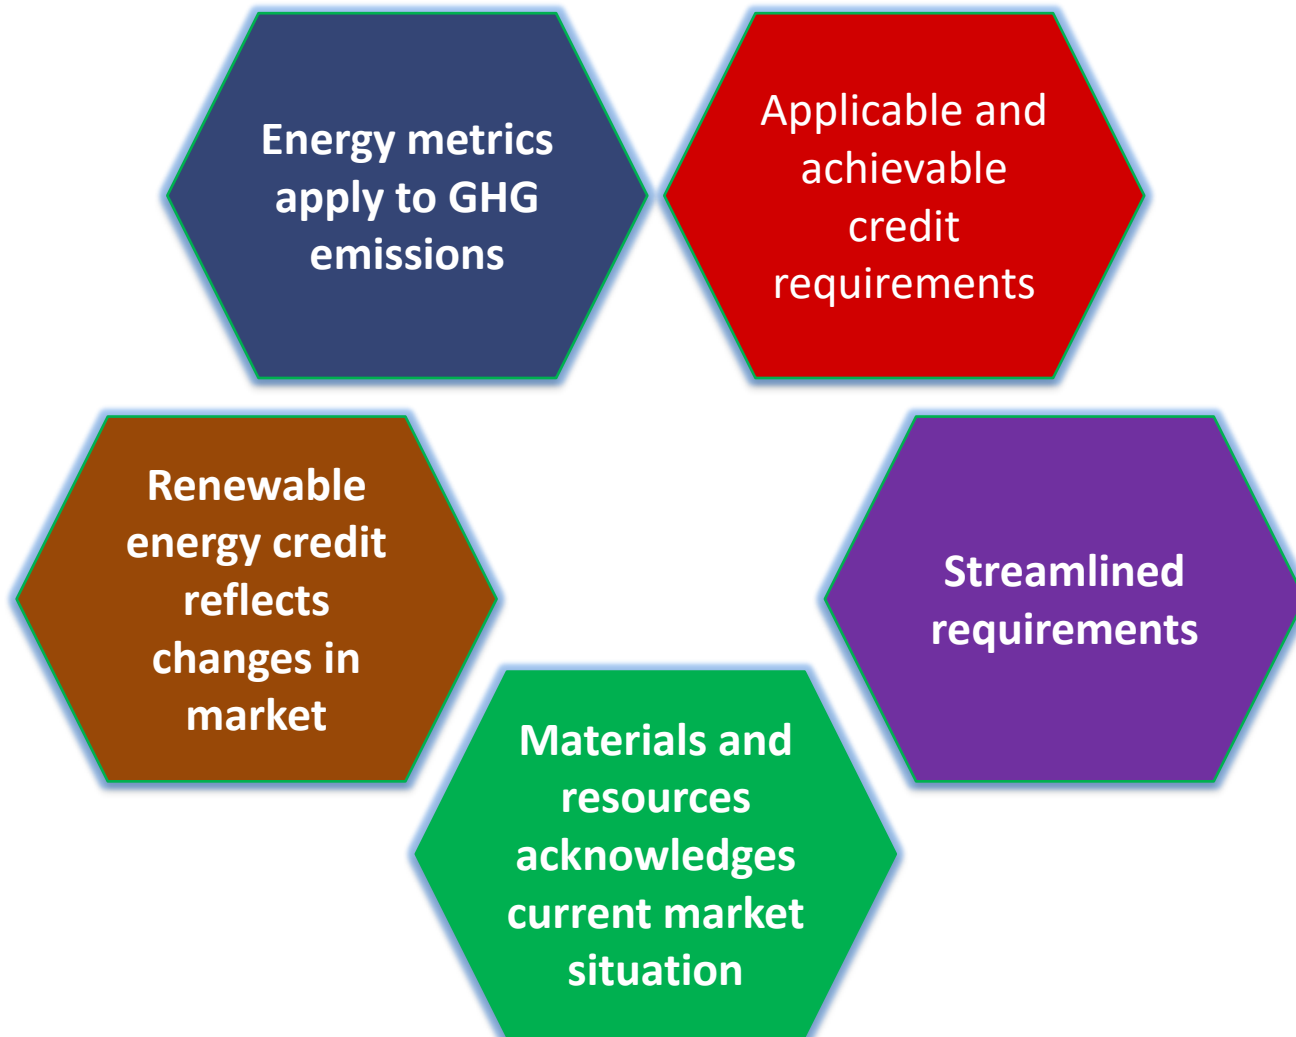 Energy metrics
apply to GHG
emissions
Applicable and
achievable
credit
requirements
Renewable
energy credit
reflects
changes in
market
Streamlined
requirements
Materials and
resources
acknowledges
current market
situation